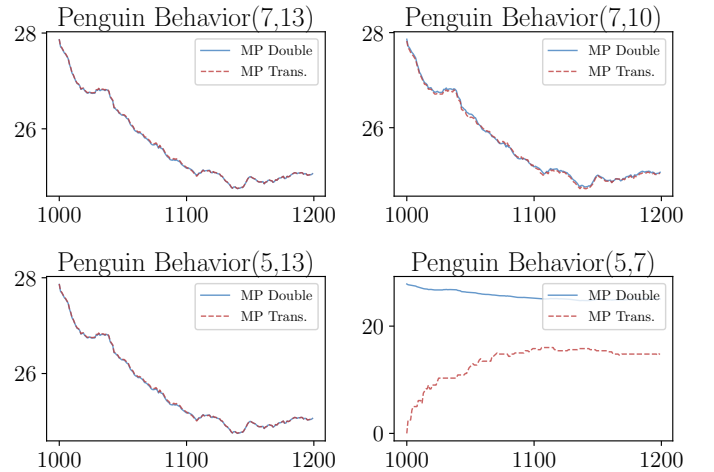 Penguin Behavior(7,13)
28
26
1000
1100
1200
MP Double
MP Trans.
Penguin Behavior(7,10)
28
26
1000
1100
1200
MP Double
MP Trans.
Penguin Behavior(5,13)
28
26
1000
1100
1200
MP Double
MP Trans.
Penguin Behavior(5,7)
20
0
1000
1100
1200
MP Double
MP Trans.